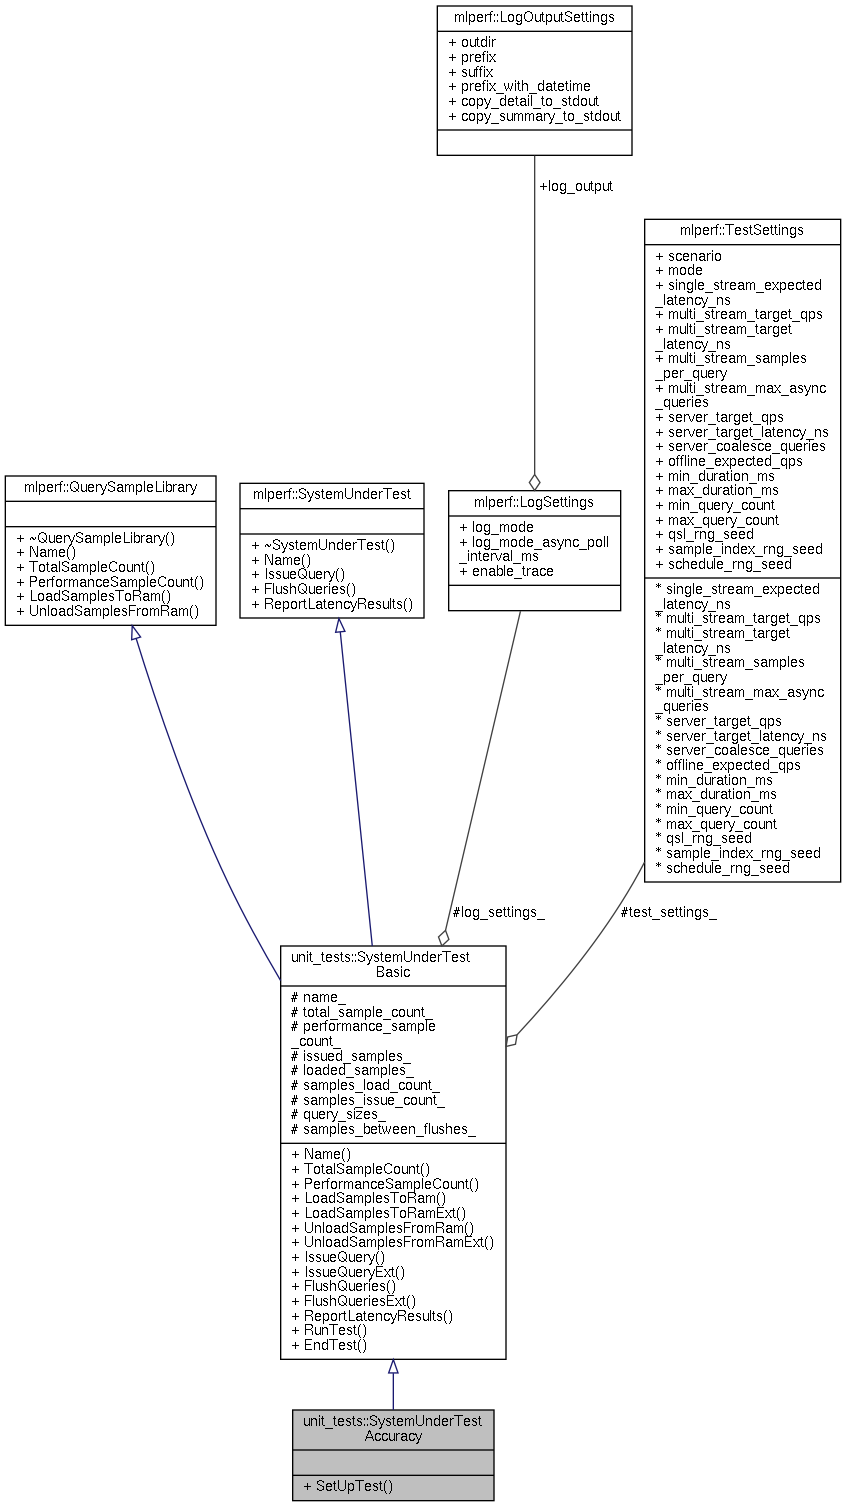 mlperf::LogOutputSettings
+ outdir
+ prefix
+ suffix
+ prefix_with_datetime
+ copy_detail_to_stdout
+ copy_summary_to_stdout
+log_output
mlperf::TestSettings
+ scenario
+ mode
+ single_stream_expected
_latency_ns
+ multi_stream_target_qps
+ multi_stream_target
_latency_ns
+ multi_stream_samples
_per_query
+ multi_stream_max_async
_queries
+ server_target_qps
+ server_target_latency_ns
+ server_coalesce_queries
+ offline_expected_qps
+ min_duration_ms
+ max_duration_ms
+ min_query_count
+ max_query_count
+ qsl_rng_seed
+ sample_index_rng_seed
+ schedule_rng_seed
* single_stream_expected
_latency_ns
* multi_stream_target_qps
* multi_stream_target
_latency_ns
* multi_stream_samples
_per_query
* multi_stream_max_async
_queries
* server_target_qps
* server_target_latency_ns
* server_coalesce_queries
* offline_expected_qps
* min_duration_ms
* max_duration_ms
* min_query_count
* max_query_count
* qsl_rng_seed
* sample_index_rng_seed
* schedule_rng_seed
mlperf::QuerySampleLibrary
+ ~QuerySampleLibrary()
+ Name()
+ TotalSampleCount()
+ PerformanceSampleCount()
+ LoadSamplesToRam()
+ UnloadSamplesFromRam()
mlperf::SystemUnderTest
+ ~SystemUnderTest()
+ Name()
+ IssueQuery()
+ FlushQueries()
+ ReportLatencyResults()
mlperf::LogSettings
+ log_mode
+ log_mode_async_poll
_interval_ms
+ enable_trace
#log_settings_
#test_settings_
unit_tests::SystemUnderTest
Basic
# name_
# total_sample_count_
# performance_sample
_count_
# issued_samples_
# loaded_samples_
# samples_load_count_
# samples_issue_count_
# query_sizes_
# samples_between_flushes_
+ Name()
+ TotalSampleCount()
+ PerformanceSampleCount()
+ LoadSamplesToRam()
+ LoadSamplesToRamExt()
+ UnloadSamplesFromRam()
+ UnloadSamplesFromRamExt()
+ IssueQuery()
+ IssueQueryExt()
+ FlushQueries()
+ FlushQueriesExt()
+ ReportLatencyResults()
+ RunTest()
+ EndTest()
unit_tests::SystemUnderTest
Accuracy
+ SetUpTest()